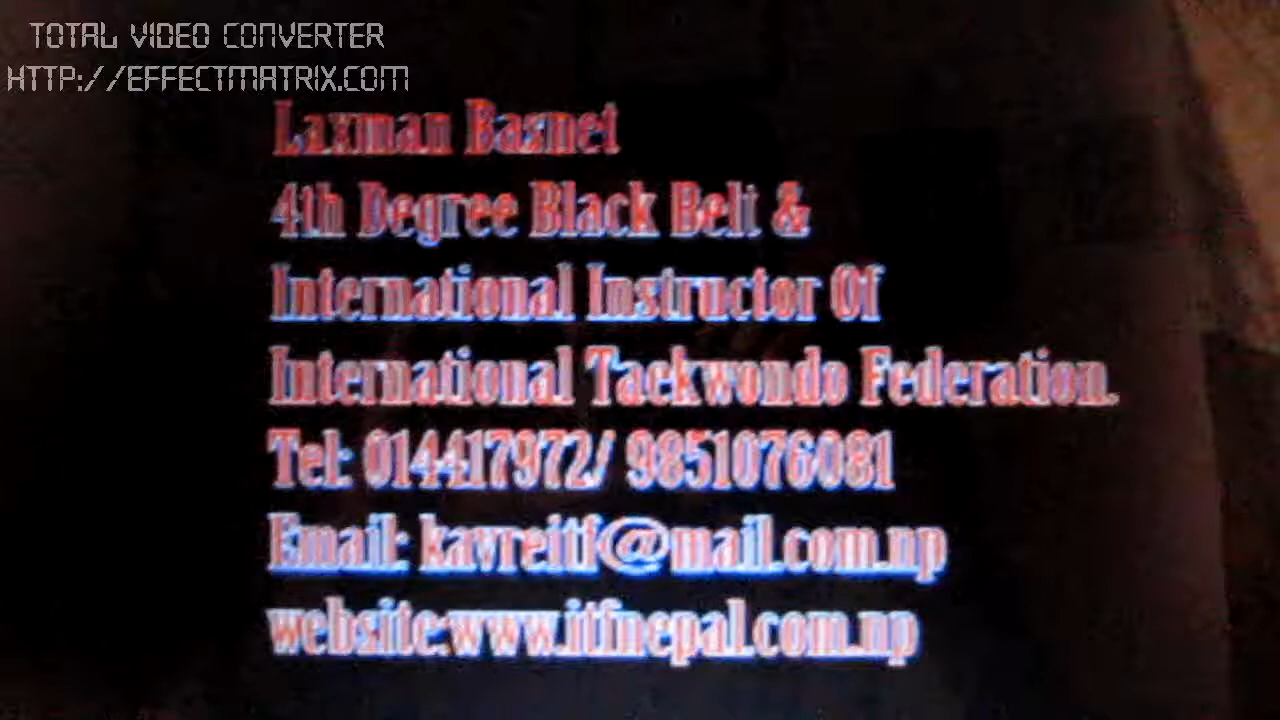 TOTAL VIDEO CONVERTER
HTTP://EFFECTMATRIX.COM
Laxman Basnet
4th Degree Black Belt &
International Instructor Of
International Taekwondo Federation.
Tel: 014417972/ 9851076081
Email: kavreitf@mail.com.np
website:www.itfnepal.com.np